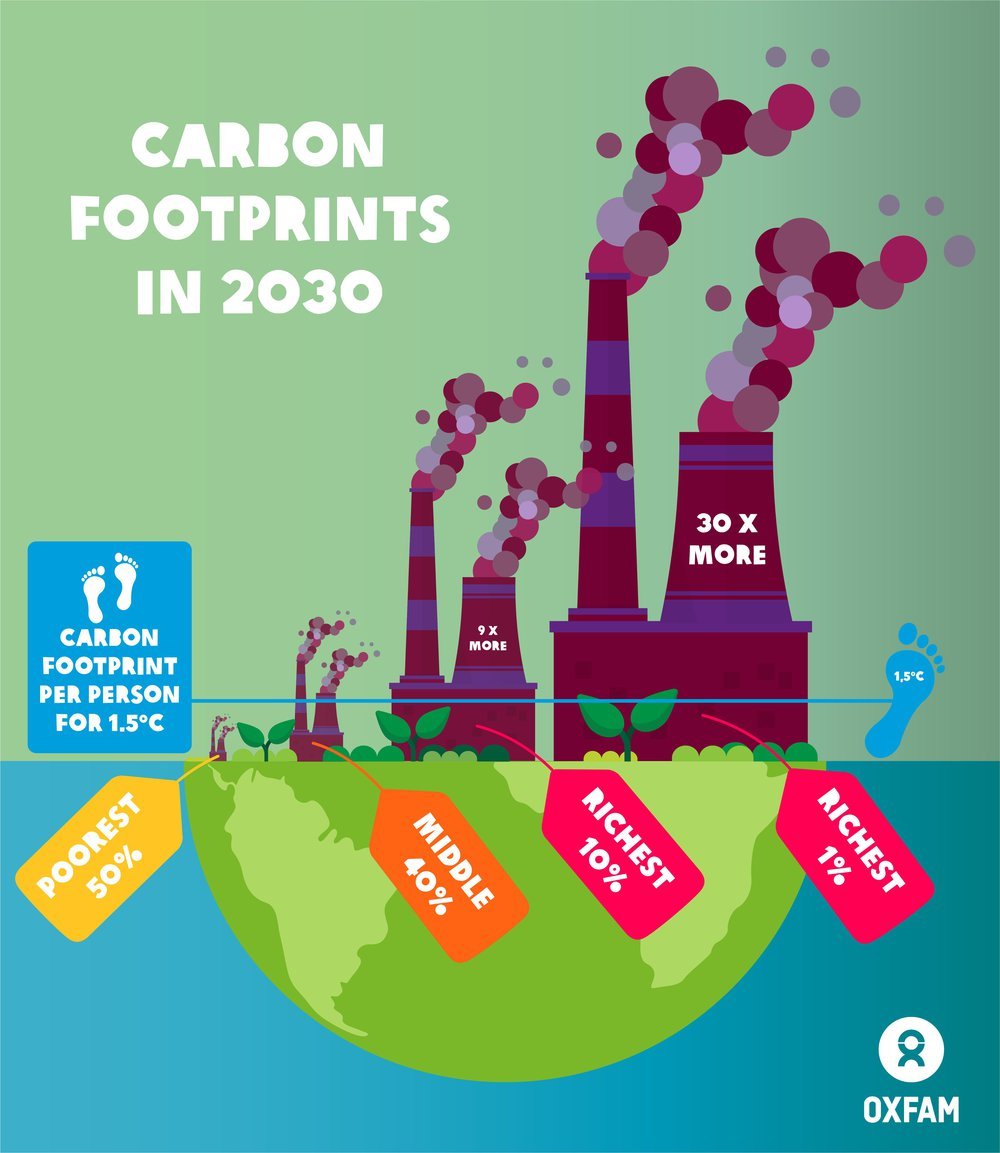 CARBON
FOOTPRINTS
IN 2030
30 X
MORE
9 X
MORE
CARBON
FOOTPRINT
PER PERSON
FOR 1.5°C
1,5°C
POOREST
50%
MIDDLE
40%
RICHEST
10%
RICHEST
1%
OXFAM